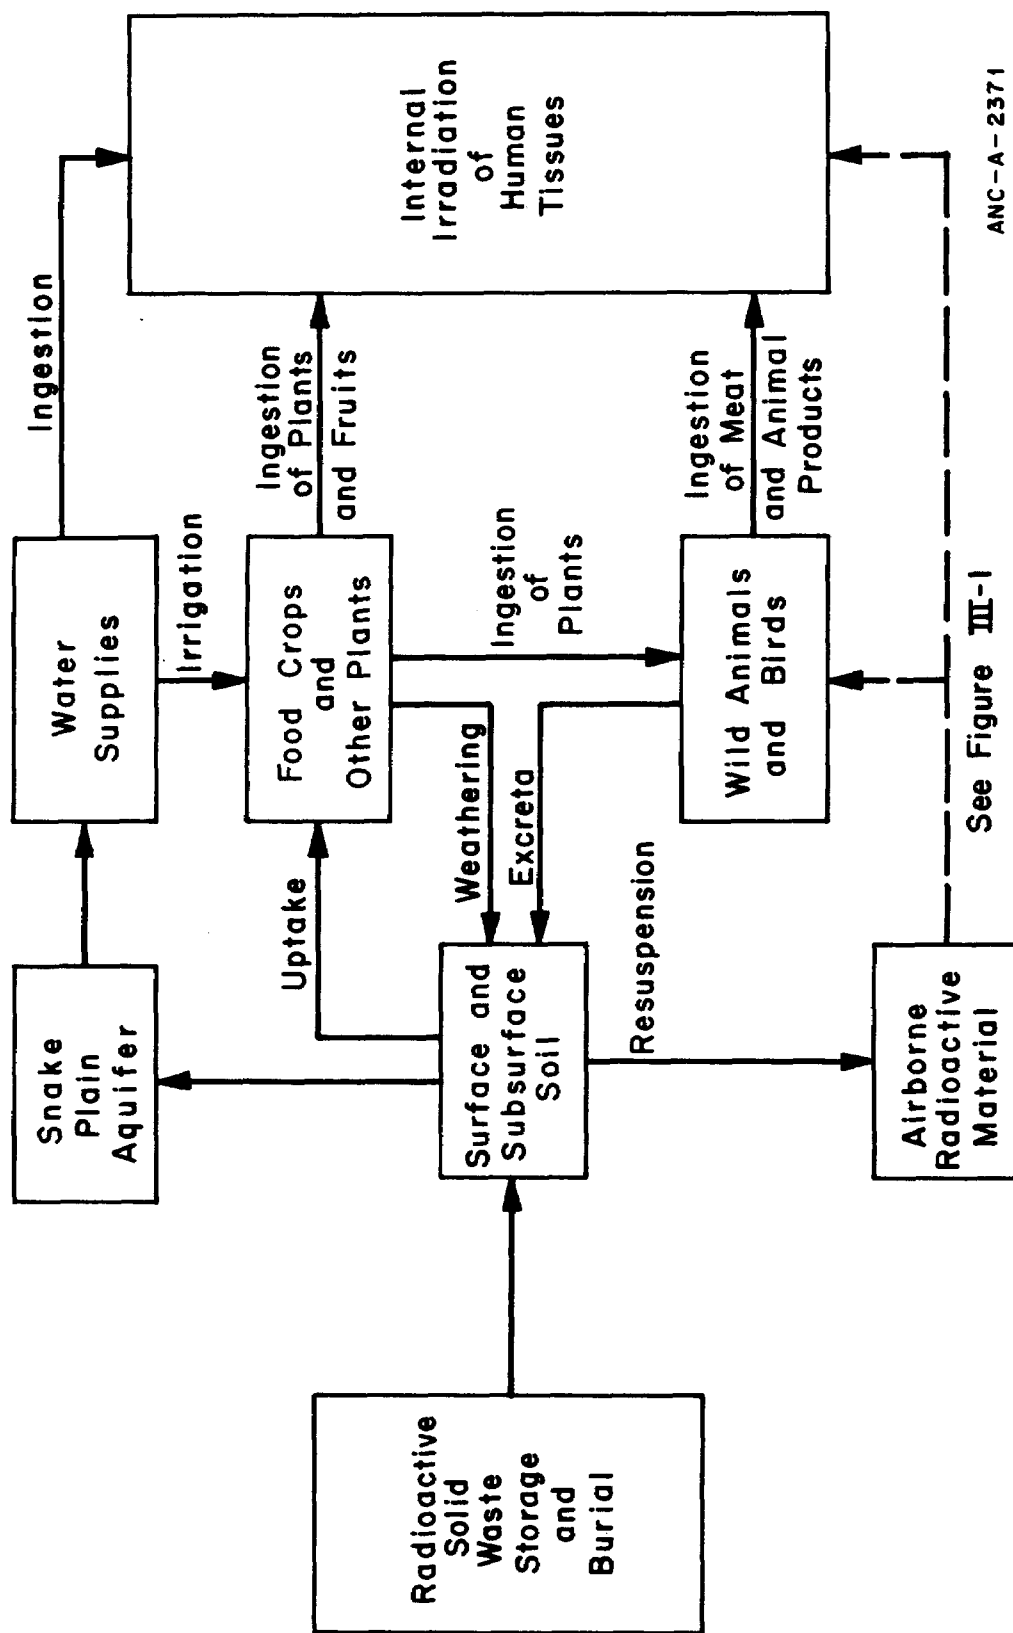 Radioactive
Solid
Waste
Storage
and
Burial
Snake
Plain
Aquifer
Surface and
Subsurface
Soil
Airborne
Radioactive
Material
Uptake
Weathering
Excreta
Resuspension
Water
Supplies
Irrigation
Food Crops
and
Other Plants
Ingestion
of
Plants
Wild Animals
and Birds
Ingestion
Ingestion
of Plants
and Fruits
Ingestion
of Meat
and Animal
Products
Internal
Irradiation
of
Human
Tissues
See Figure III-1
ANC-A-2371